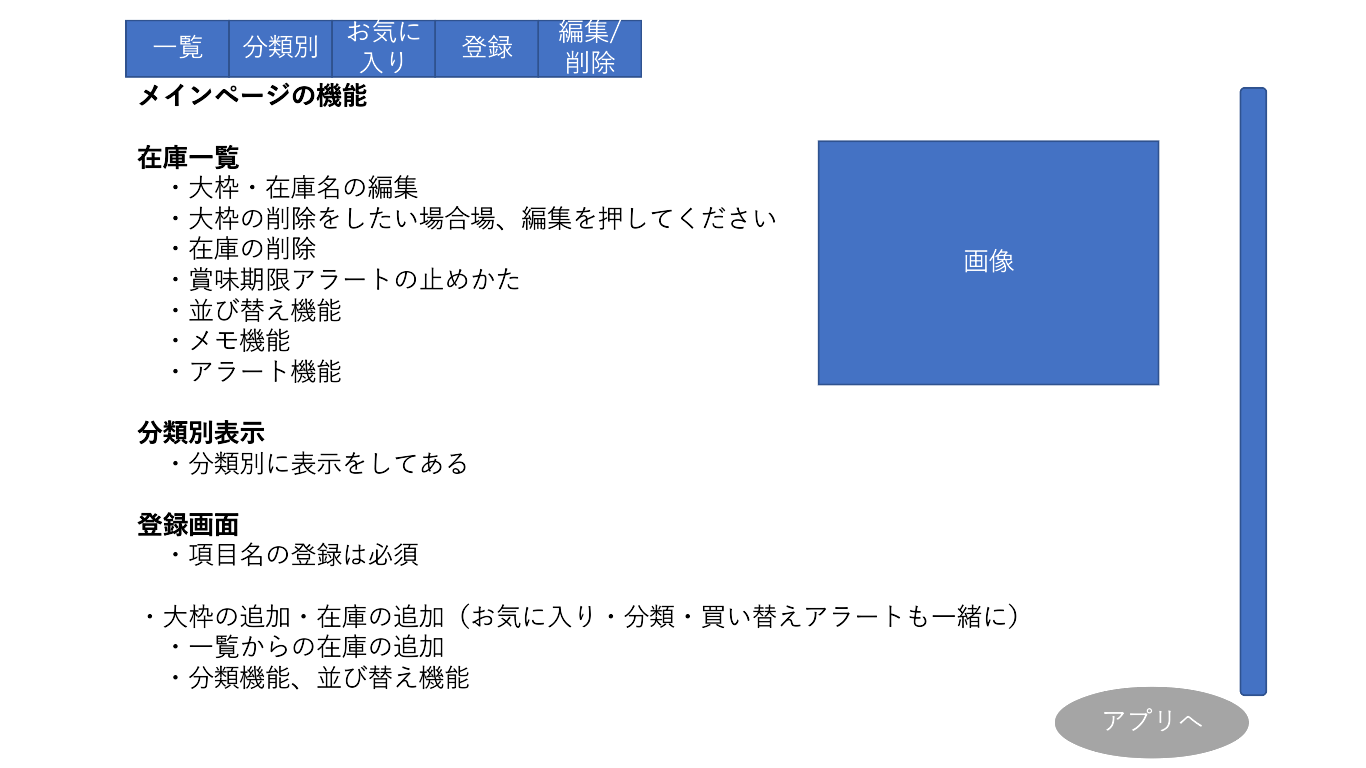 一覧
分類別
お気に
入り
登録
編集/
削除
メインページの機能
在庫一覧
・大枠・在庫名の編集
・大枠の削除をしたい場合場、編集を押してください
・在庫の削除
・賞味期限アラートの止めかた
・並び替え機能
・メモ機能
・アラート機能
画像
分類別表示
・分類別に表示をしてある
登録画面
・項目名の登録は必須
・大枠の追加・在庫の追加（お気に入り・分類・買い替えアラートも一緒に）
・一覧からの在庫の追加
・分類機能、並び替え機能
アプリへ